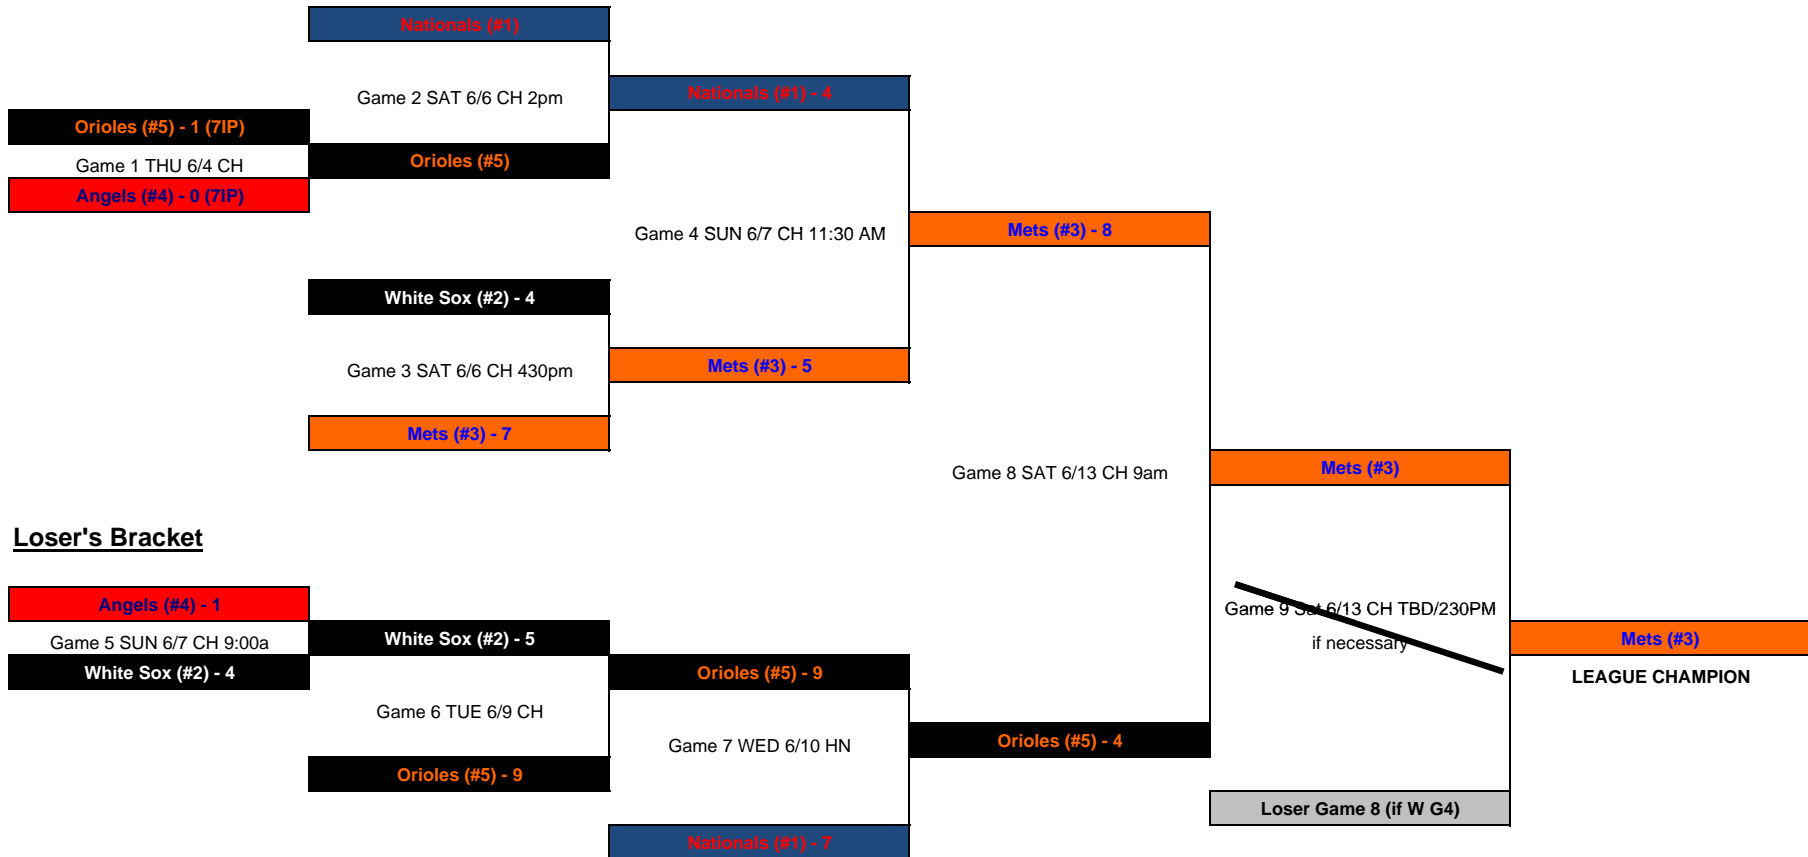 Nationals (#1)
Game 2 SAT 6/6 CH 2pm
Nationals (#1) - 4
Orioles (#5) - 1 (7IP)
Game 1 THU 6/4 CH
Orioles (#5)
Angels (#4) - 0 (7IP)
Game 4 SUN 6/7 CH 11:30 AM
Mets (#3) - 8
White Sox (#2) - 4
Game 3 SAT 6/6 CH 430pm
Mets (#3) - 5
Mets (#3) - 7
Game 8 SAT 6/13 CH 9am
Mets (#3)
Loser's Bracket
Angels (#4) - 1
Game 5 SUN 6/7 CH 9:00a
White Sox (#2) - 5
White Sox (#2) - 4
Orioles (#5) - 9
Game 9 Sat 6/13 CH TBD/230PM
if necessary
Mets (#3)
LEAGUE CHAMPION
Game 6 TUE 6/9 CH
Game 7 WED 6/10 HN
Orioles (#5) - 4
Orioles (#5) - 9
Loser Game 8 (if W G4)
Nationals (#1) - 7